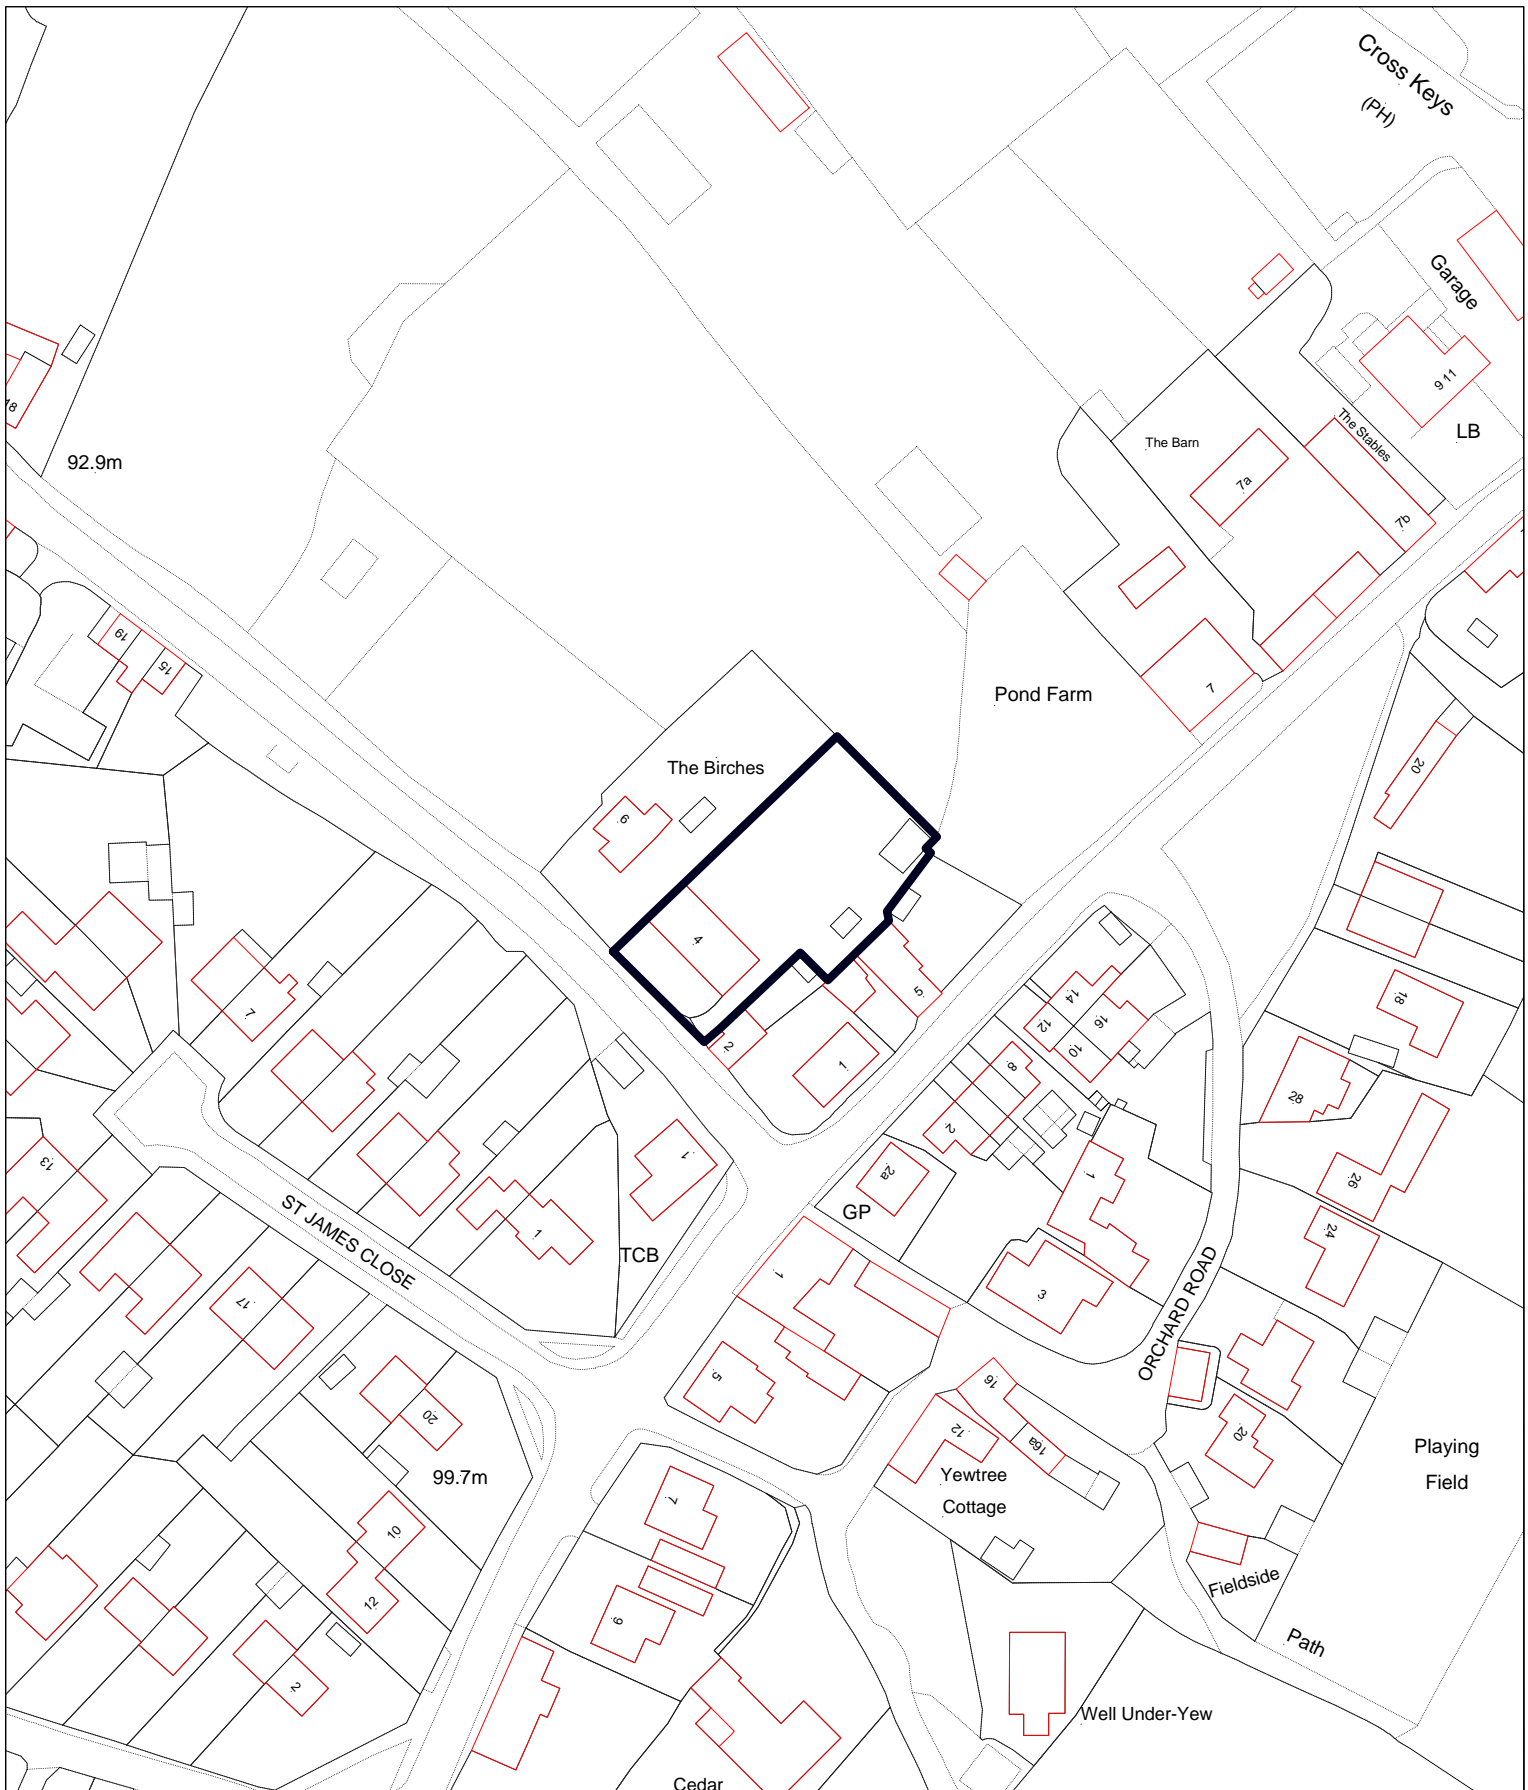 Cross Keys
(PH)
Garage
9 11
LB
The Stables
The Barn
7a
7b
18
92.9m
19
15
Pond Farm
7
20
The Birches
6
4
5
2
1
14
16
12
10
8
2
18
28
26
24
7
1
1
TCB
2a
GP
1
3
ORCHARD ROAD
13
ST JAMES CLOSE
17
1
5
20
99.7m
16
12
16a
Yewtree
Cottage
20
Playing
Field
7
10
12
9
2
Fieldside
Path
Well Under-Yew
Cedar